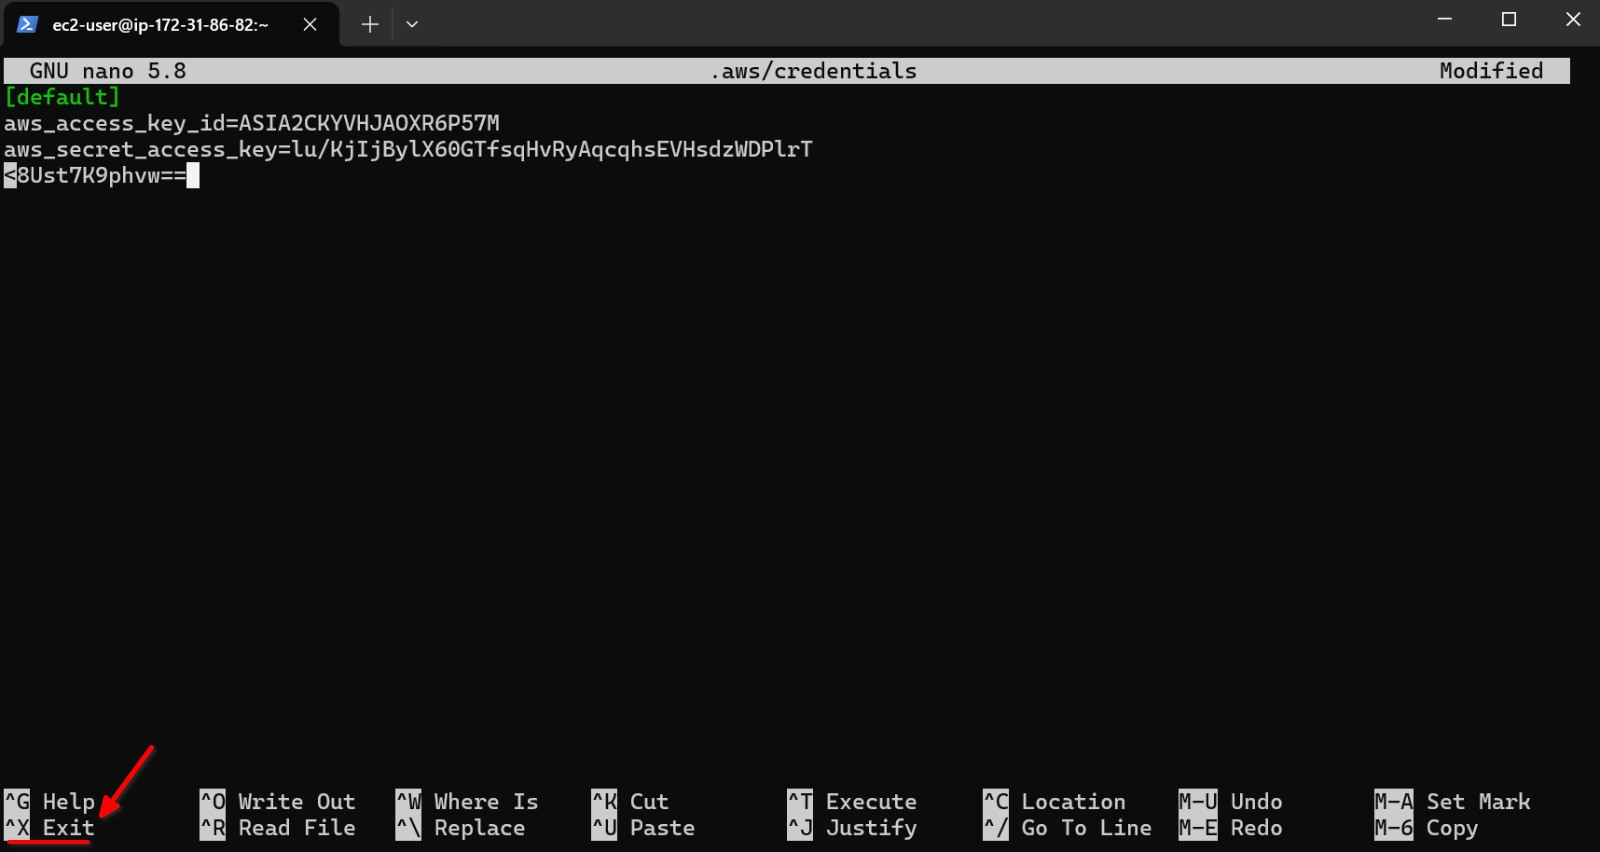 ec2-user@ip-172-31-86-82:~
GNU nano 5.8 .aws/credentials Modified
[default]
aws_access_key_id=ASIA2CKYVHJAOXR6P57M
aws_secret_access_key=lu/KjIjBylX60GTfsqHvRyAqcqhsEVHsdzWDPlrT
<8Ust7K9phvw==
^G Help ^O Write Out ^W Where Is ^K Cut ^T Execute ^C Location M-U Undo M-A Set Mark
^X Exit ^R Read File ^\ Replace ^U Paste ^J Justify ^/ Go To Line M-E Redo M-6 Copy